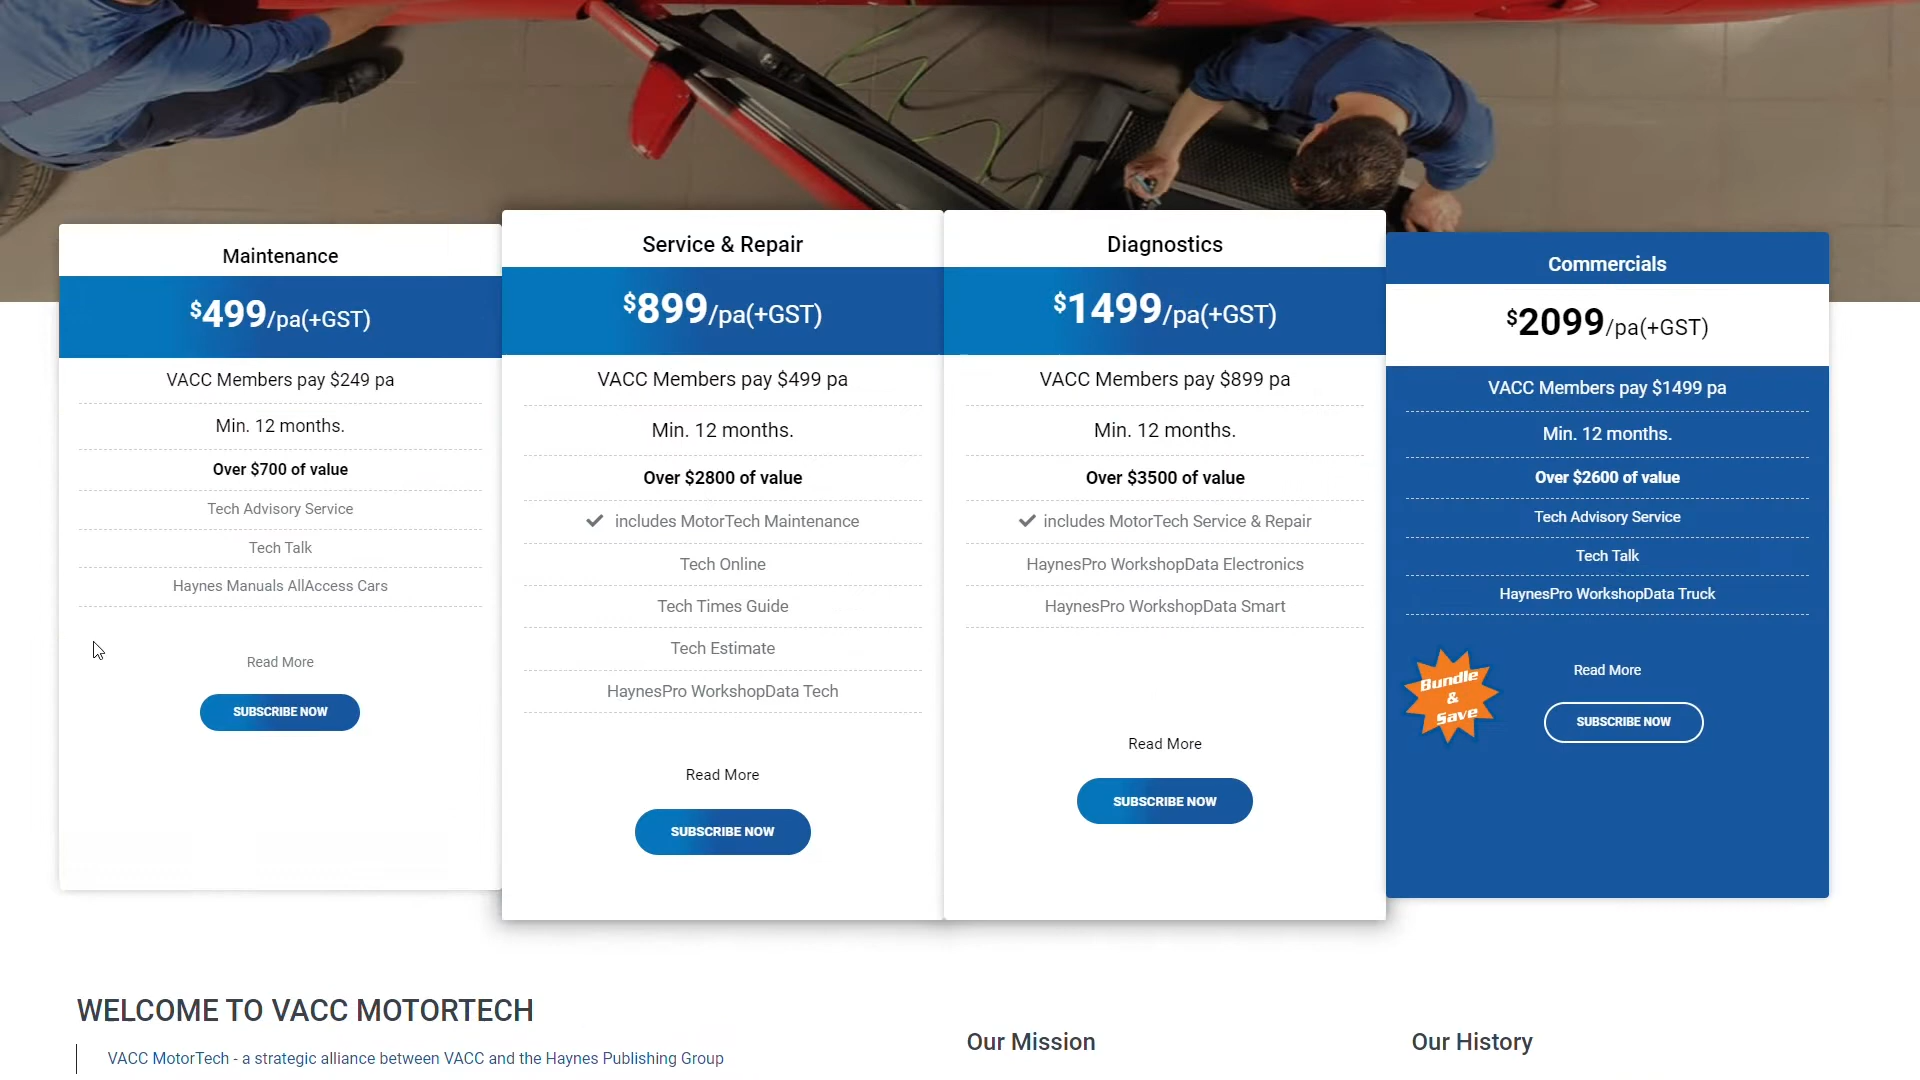 Maintenance
$499/pa(+GST)
VACC Members pay $249 pa
Min. 12 months.
Over $700 of value
Tech Advisory Service
Tech Talk
Haynes Manuals AllAccess Cars
Read More
SUBSCRIBE NOW
Service & Repair
$899/pa(+GST)
VACC Members pay $499 pa
Min. 12 months.
Over $2800 of value
includes MotorTech Maintenance
Tech Online
Tech Times Guide
Tech Estimate
HaynesPro WorkshopData Tech
Read More
SUBSCRIBE NOW
Diagnostics
$1499/pa(+GST)
VACC Members pay $899 pa
Min. 12 months.
Over $3500 of value
includes MotorTech Service & Repair
HaynesPro WorkshopData Electronics
HaynesPro WorkshopData Smart
Read More
SUBSCRIBE NOW
Commercials
$2099/pa(+GST)
VACC Members pay $1499 pa
Min. 12 months.
Over $2600 of value
Tech Advisory Service
Tech Talk
HaynesPro WorkshopData Truck
Bundle
&
Save
Read More
SUBSCRIBE NOW
WELCOME TO VACC MOTORTECH
VACC MotorTech - a strategic alliance between VACC and the Haynes Publishing Group
Our Mission
Our History